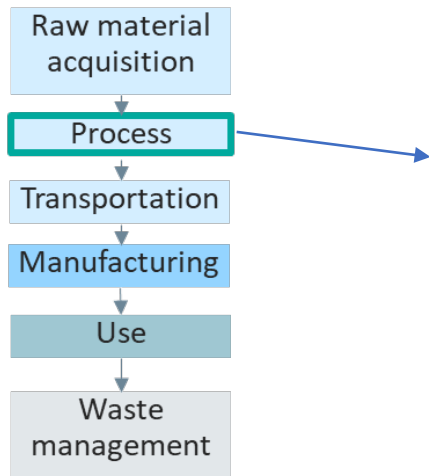 Raw material
acquisition
Process
Transportation
Manufacturing
Use
Waste
management